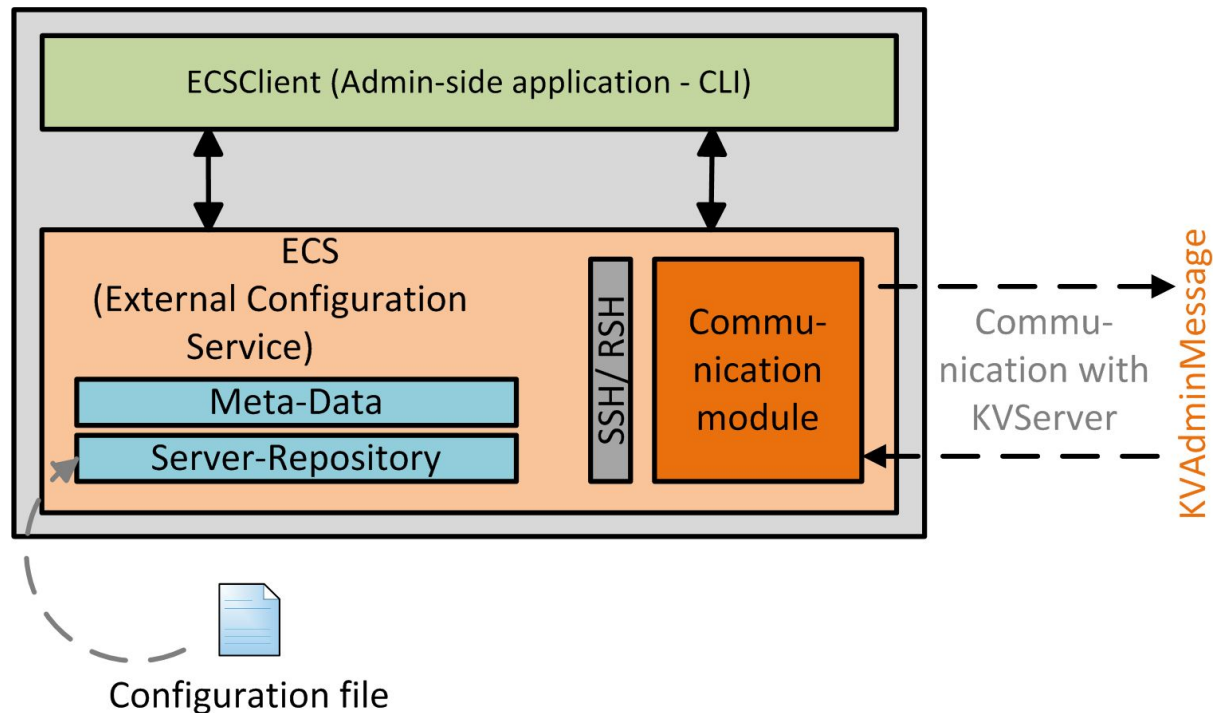 ECSClient (Admin-side application - CLI)
ECS
(External Configuration
Service)
Meta-Data
Server-Repository
SSH/ RSH
Commu-
nication
module
Commu-
nication with
KVServer
KVAdminMessage
Configuration file